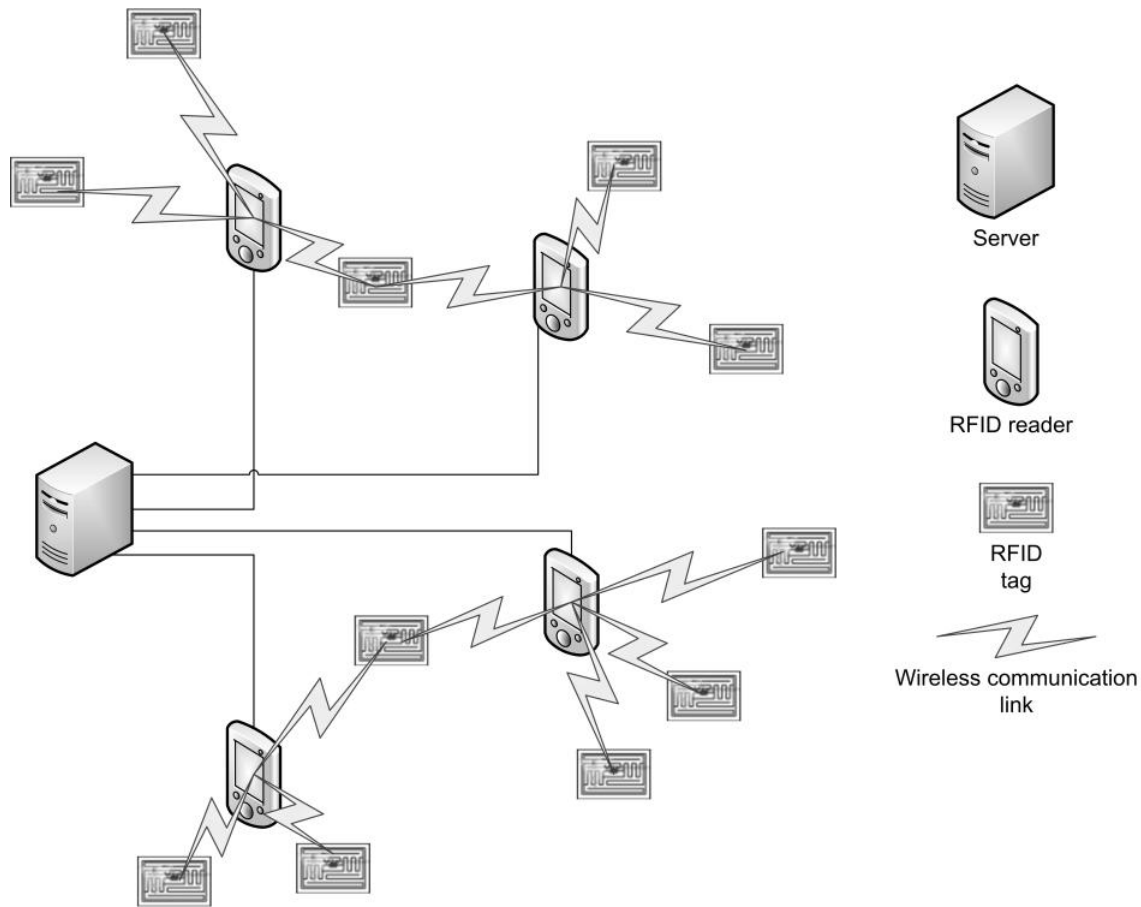 Server
RFID reader
RFID
tag
Wireless communication
link